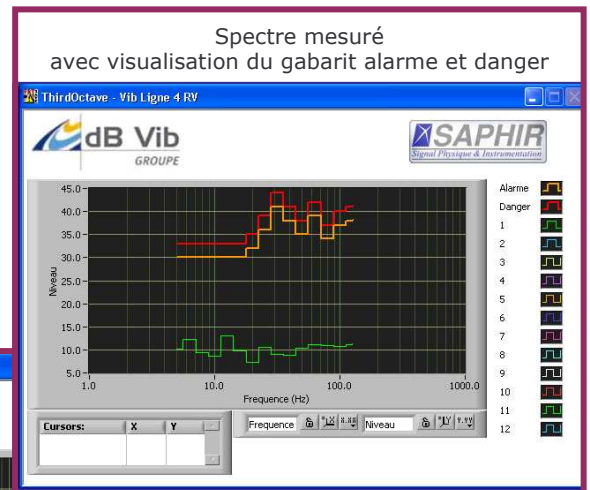 Spectre mesuré
avec visualisation du gabarit alarme et danger
ThirdOctave - Vib Ligne 4 RV
dB Vib
GROUPE
SAPHIR
Signal Physique & Instrumentation
45.0
40.0
35.0
30.0
25.0
20.0
15.0
10.0
5.0
Niveau
1.0
10.0
100.0
1000.0
Frequence (Hz)
Alarme
Danger
1
2
3
4
5
6
7
8
9
10
11
12
Cursors:
X
Y
Frequence
Niveau